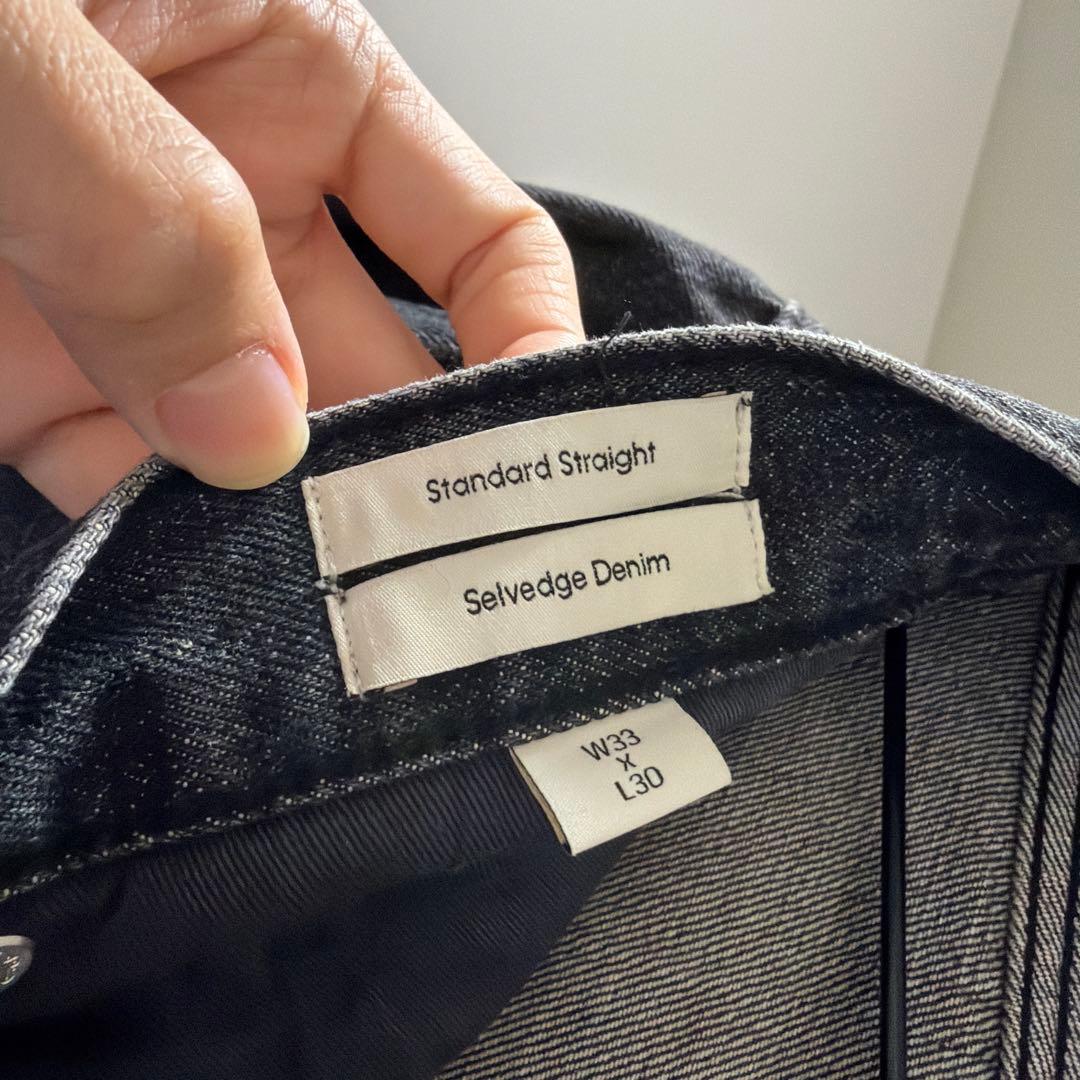 Standard Straight
Selvedge Denim
W33
X
L30